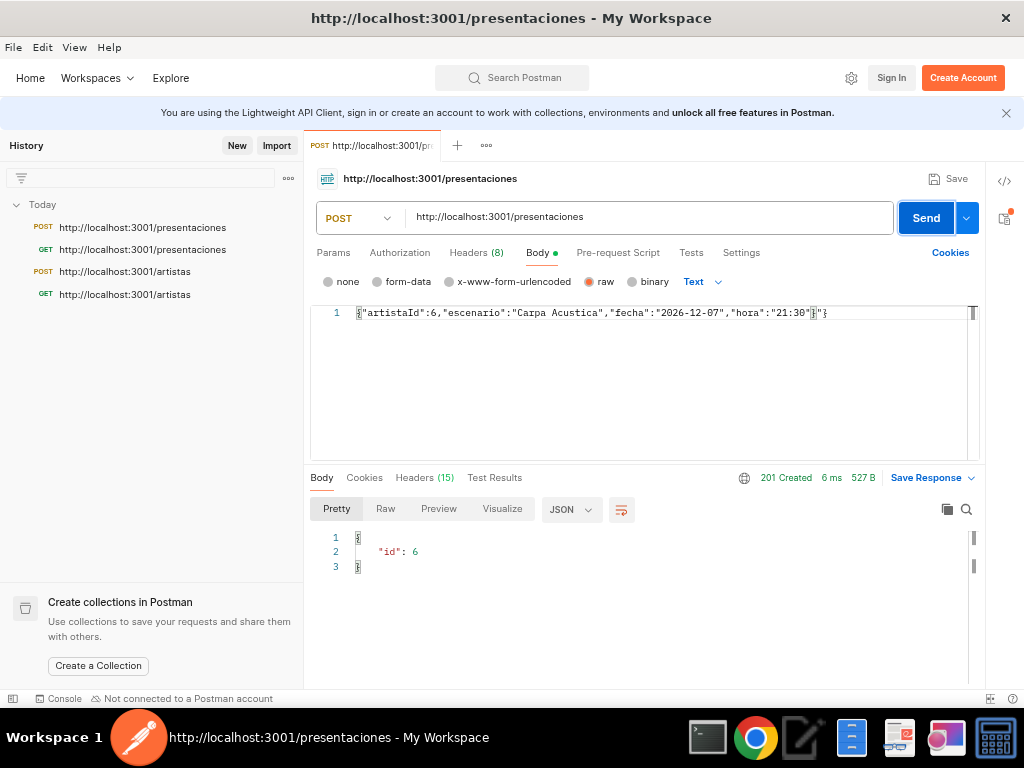 http://localhost:3001/presentaciones - My Workspace
File Edit View Help
Home Workspaces Explore Search Postman Sign In Create Account
You are using the Lightweight API Client, sign in or create an account to work with collections, environments and unlock all free features in Postman.
History New Import
POST http://localhost:3001/pr
http://localhost:3001/presentaciones Save
Today
POST http://localhost:3001/presentaciones
GET http://localhost:3001/presentaciones
POST http://localhost:3001/artistas
GET http://localhost:3001/artistas
POST http://localhost:3001/presentaciones Send
Params Authorization Headers (8) Body Pre-request Script Tests Settings Cookies
none form-data x-www-form-urlencoded raw binary Text
1 {"artistaId":6,"escenario":"Carpa Acustica","fecha":"2026-12-07","hora":"21:30"}"}
Body Cookies Headers (15) Test Results 201 Created 6 ms 527 B Save Response
Pretty Raw Preview Visualize JSON
1 {
2 "id": 6
3 }
Create collections in Postman
Use collections to save your requests and share them
with others.
Create a Collection
Console Not connected to a Postman account
Workspace 1 http://localhost:3001/presentaciones - My Workspace